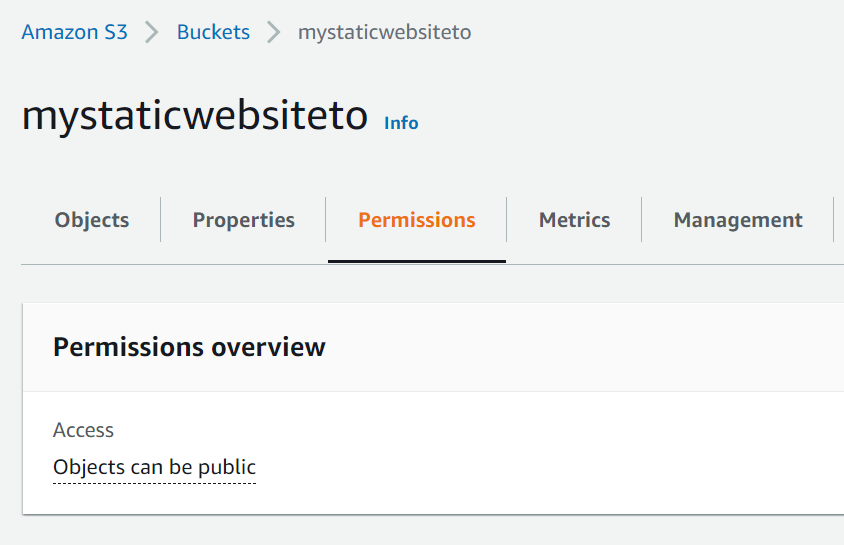 Amazon S3 > Buckets > mystaticwebsiteto
mystaticwebsiteto Info
Objects Properties Permissions Metrics Management
Permissions overview
Access
Objects can be public